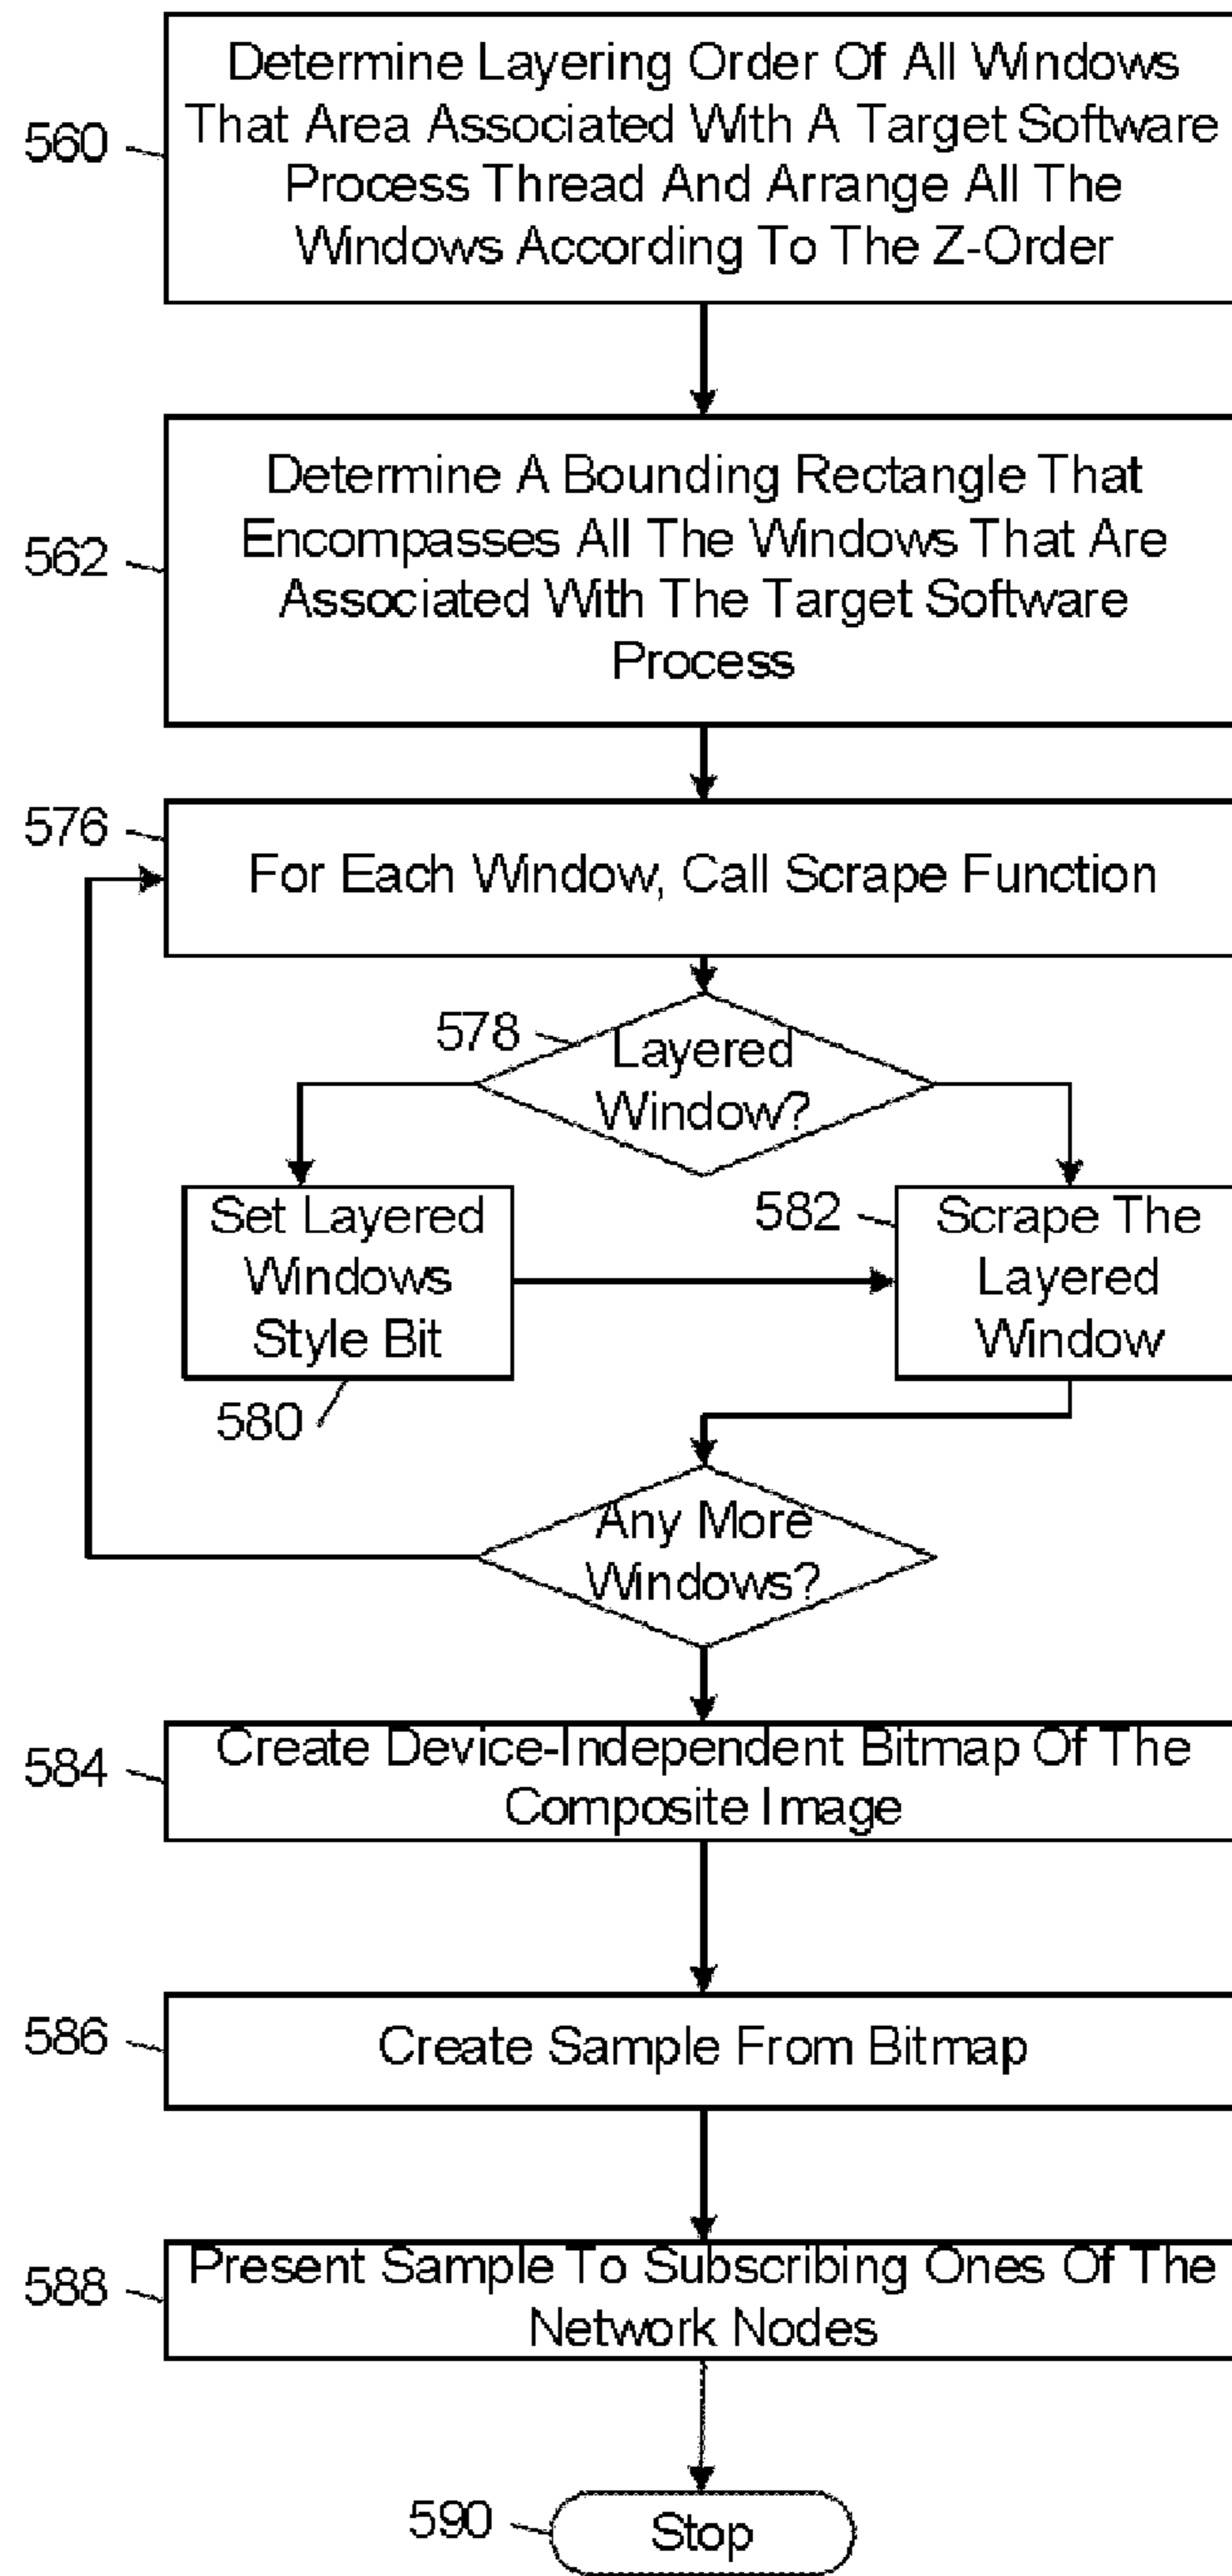 Determine Layering Order Of All Windows
That Area Associated With A Target Software
Process Thread And Arrange All The
Windows According To The Z-Order
560
Determine A Bounding Rectangle That
Encompasses All The Windows That Are
Associated With The Target Software
Process
562
576
For Each Window, Call Scrape Function
578
Layered
Window?
Set Layered
Windows
Style Bit
580
582
Scrape The
Layered
Window
Any More
Windows?
584
Create Device-Independent Bitmap Of The
Composite Image
586
Create Sample From Bitmap
588
Present Sample To Subscribing Ones Of The
Network Nodes
590
Stop